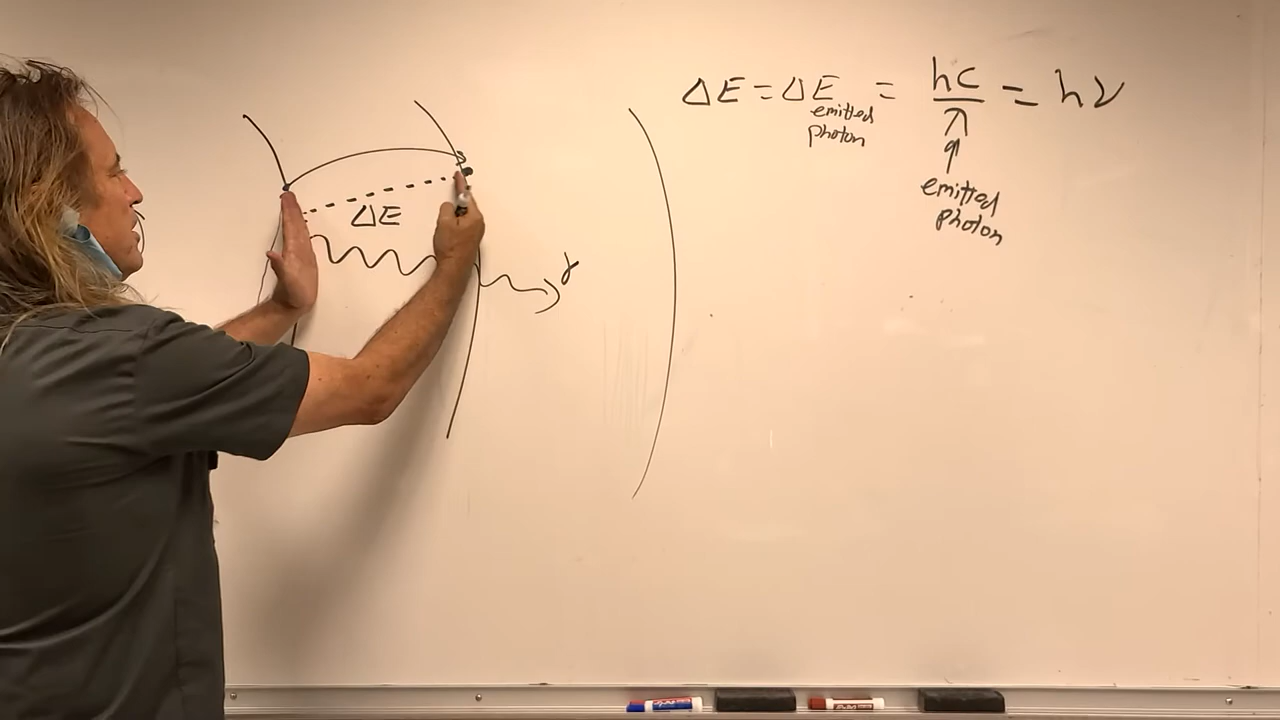 ΔE = ΔE emitted photon = hc/λ = hν
emitted
photon
ΔE
γ